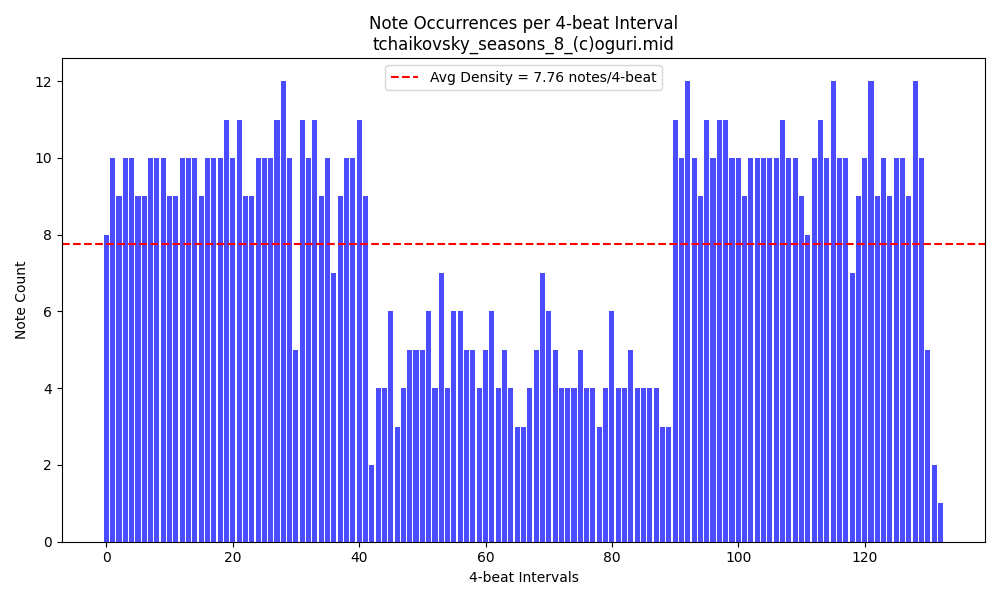 Note Occurrences per 4-beat Interval
tchaikovsky_seasons_8_(c)oguri.mid
Avg Density = 7.76 notes/4-beat
12
10
8
6
4
2
0
Note Count
0 20 40 60 80 100 120
4-beat Intervals